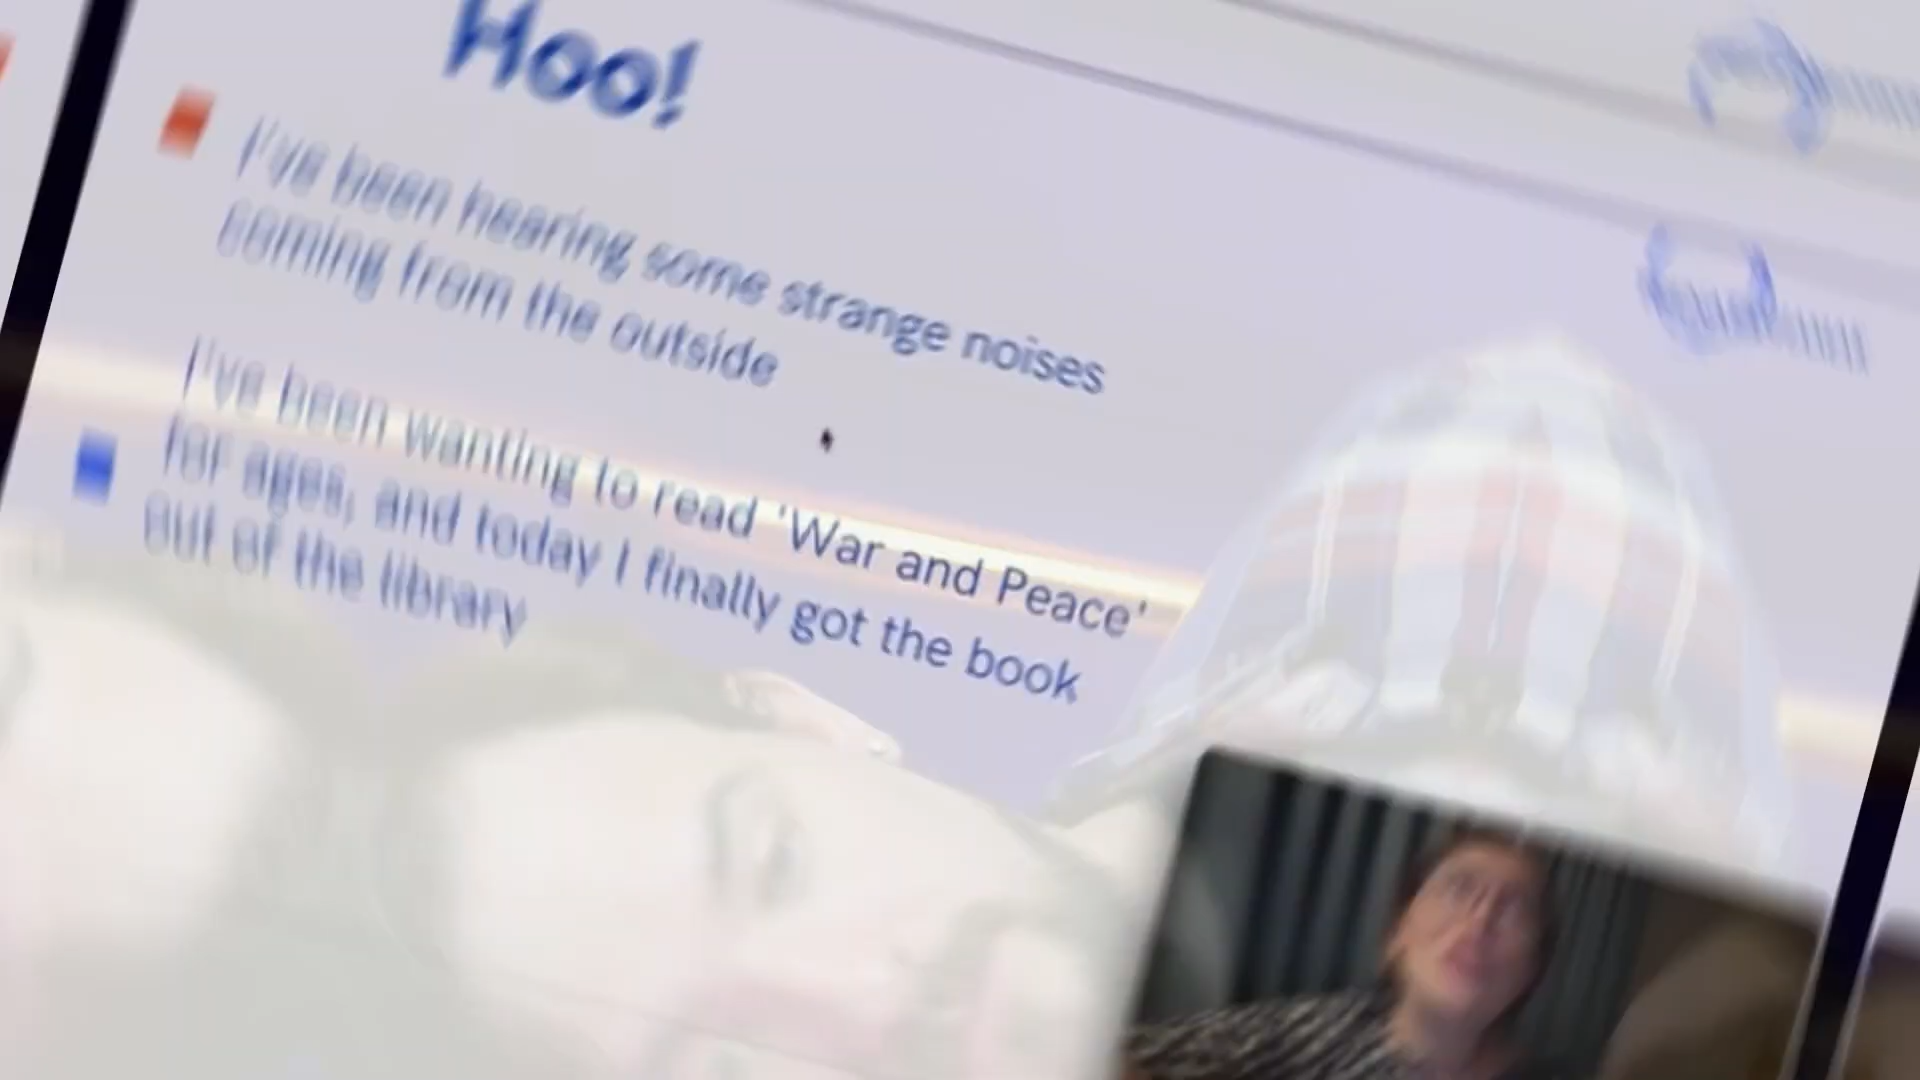 Hoo!
I've been hearing some strange noises
coming from the outside
I've been wanting to read 'War and Peace'
for ages, and today I finally got the book
out of the library